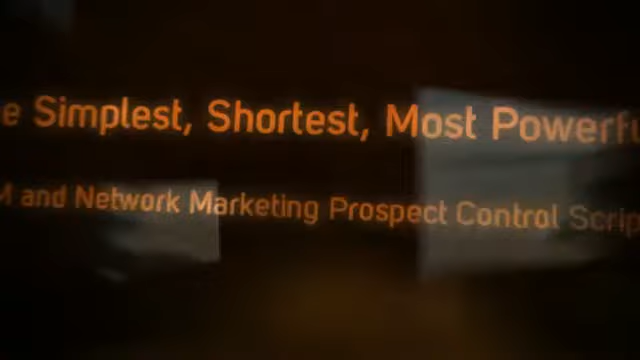 e Simplest, Shortest, Most Powerfu
M and Network Marketing Prospect Control Scrip